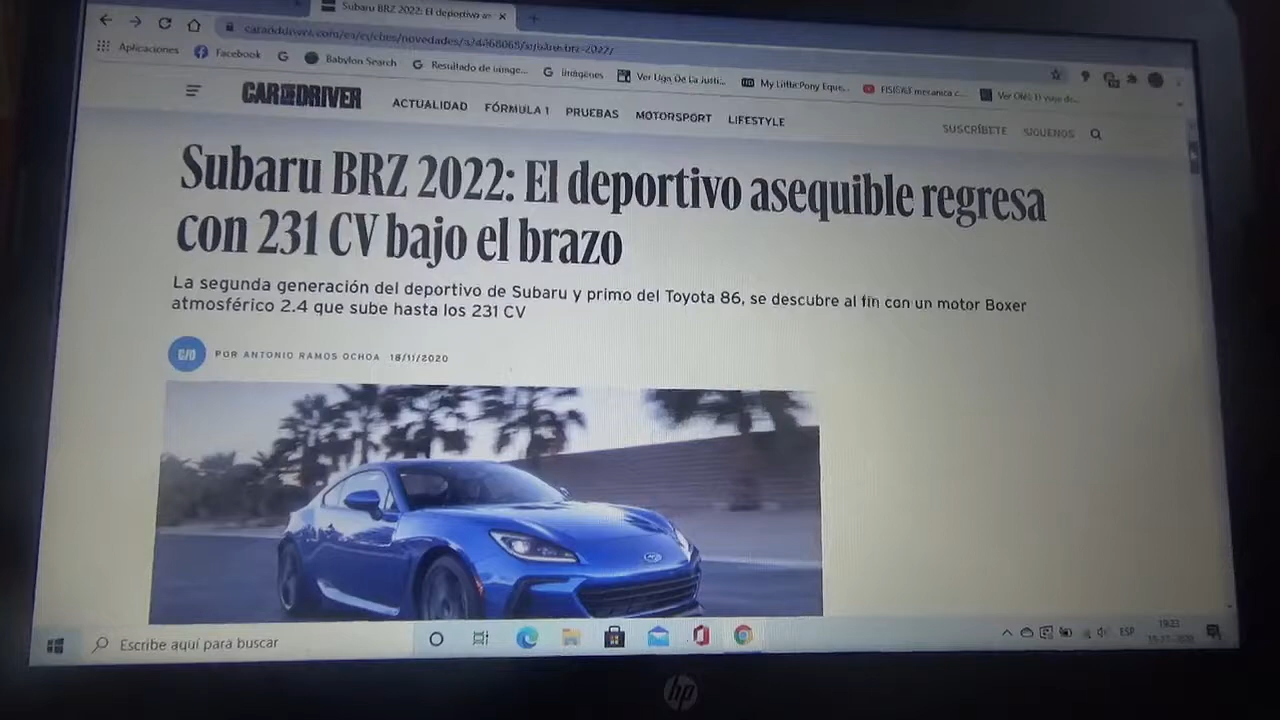 Subaru BRZ 2022: El deportivo as
Aplicaciones
Facebook
Babylon Search
Resultado de image...
Imágenes
Ver Liga De La Justi...
My Little Pony Eque...
CAR AND DRIVER
ACTUALIDAD
FÓRMULA 1
PRUEBAS
MOTORSPORT
LIFESTYLE
SUSCRÍBETE
SÍGUENOS
Subaru BRZ 2022: El deportivo asequible regresa
con 231 CV bajo el brazo
La segunda generación del deportivo de Subaru y primo del Toyota 86, se descubre al fin con un motor Boxer
atmosférico 2.4 que sube hasta los 231 CV
C/D
POR ANTONIO RAMOS OCHOA 18/11/2020
Escribe aquí para buscar
ESP
hp